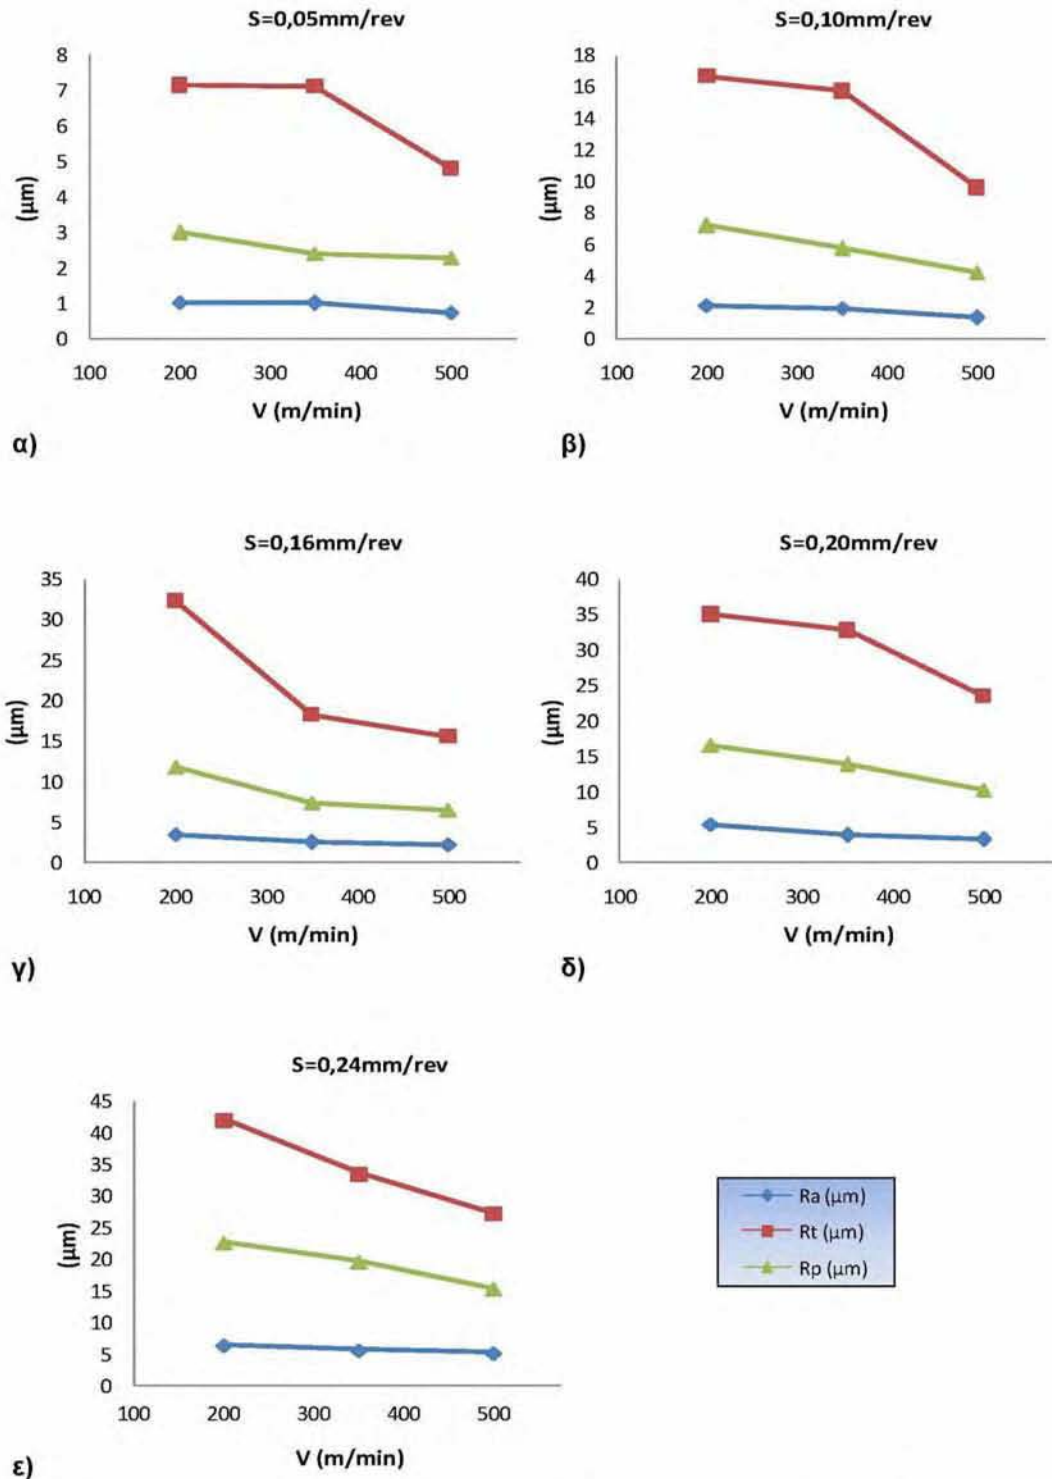 S=0,05mm/rev
8
7
6
5
4
3
2
1
0
(μm)
100 200 300 400 500
V (m/min)
α)
S=0,10mm/rev
18
16
14
12
10
8
6
4
2
0
(μm)
100 200 300 400 500
V (m/min)
β)
S=0,16mm/rev
35
30
25
20
15
10
5
0
(μm)
100 200 300 400 500
V (m/min)
γ)
S=0,20mm/rev
40
35
30
25
20
15
10
5
0
(μm)
100 200 300 400 500
V (m/min)
δ)
S=0,24mm/rev
45
40
35
30
25
20
15
10
5
0
(μm)
100 200 300 400 500
V (m/min)
ε)
Ra (μm)
Rt (μm)
Rp (μm)